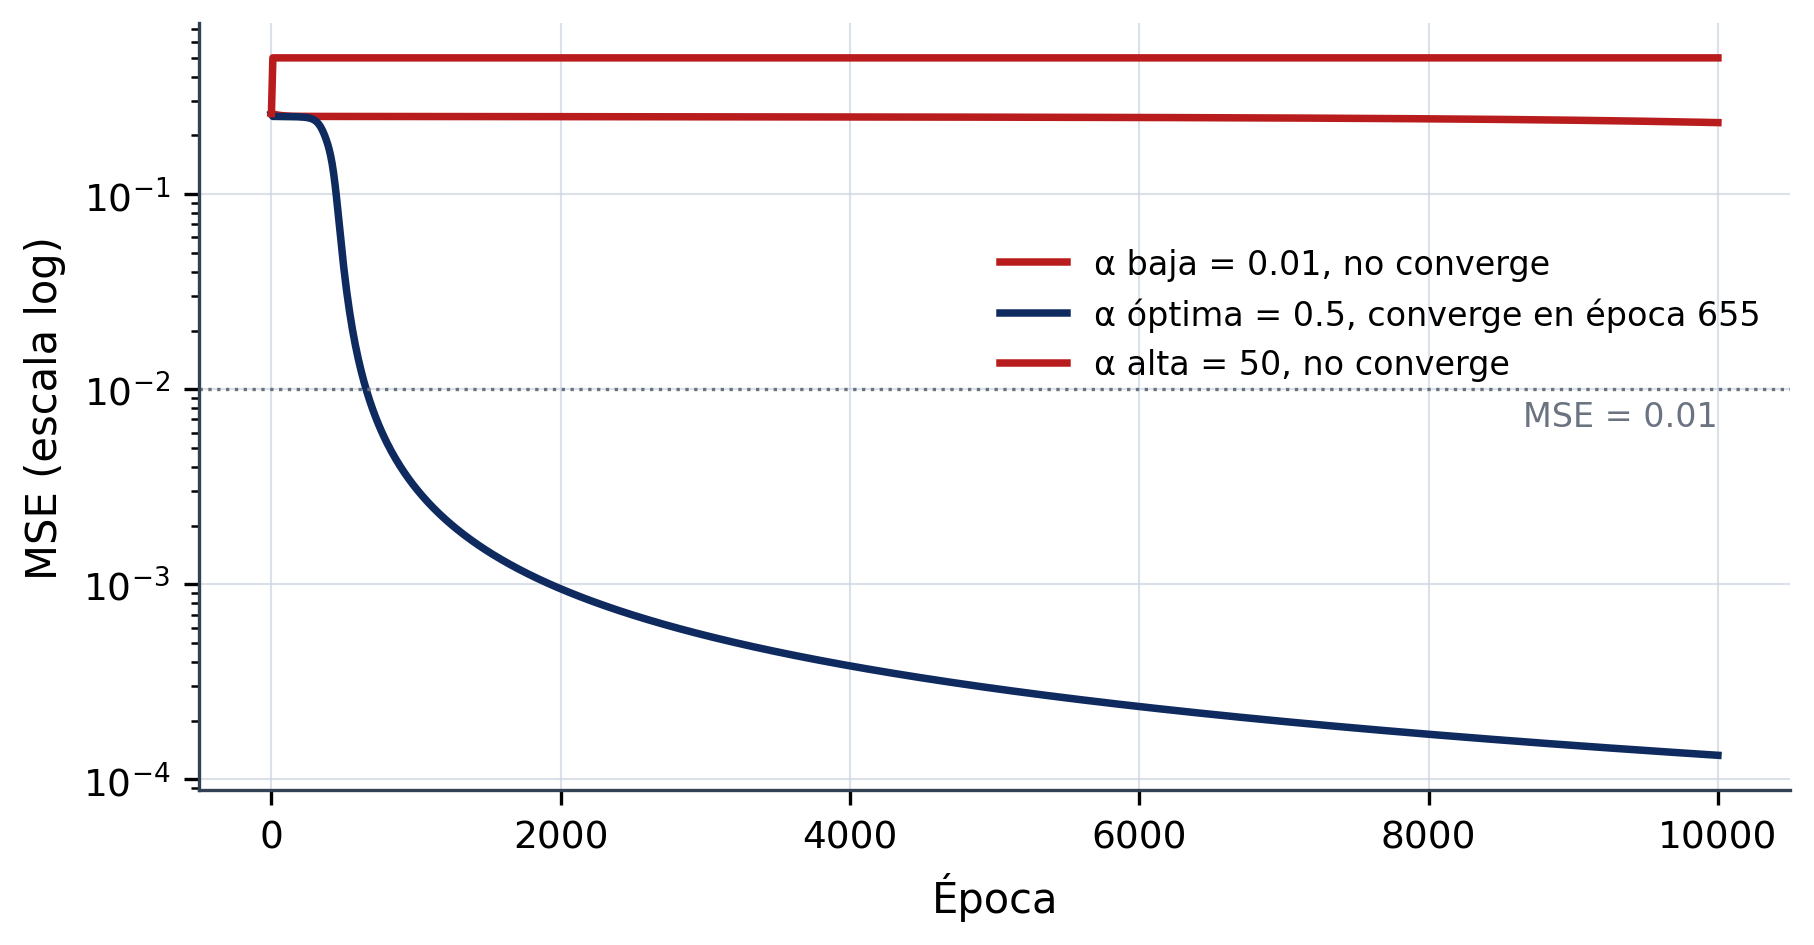 MSE (escala log)
10⁻¹
10⁻²
10⁻³
10⁻⁴
α baja = 0.01, no converge
α óptima = 0.5, converge en época 655
α alta = 50, no converge
MSE = 0.01
0 2000 4000 6000 8000 10000
Época